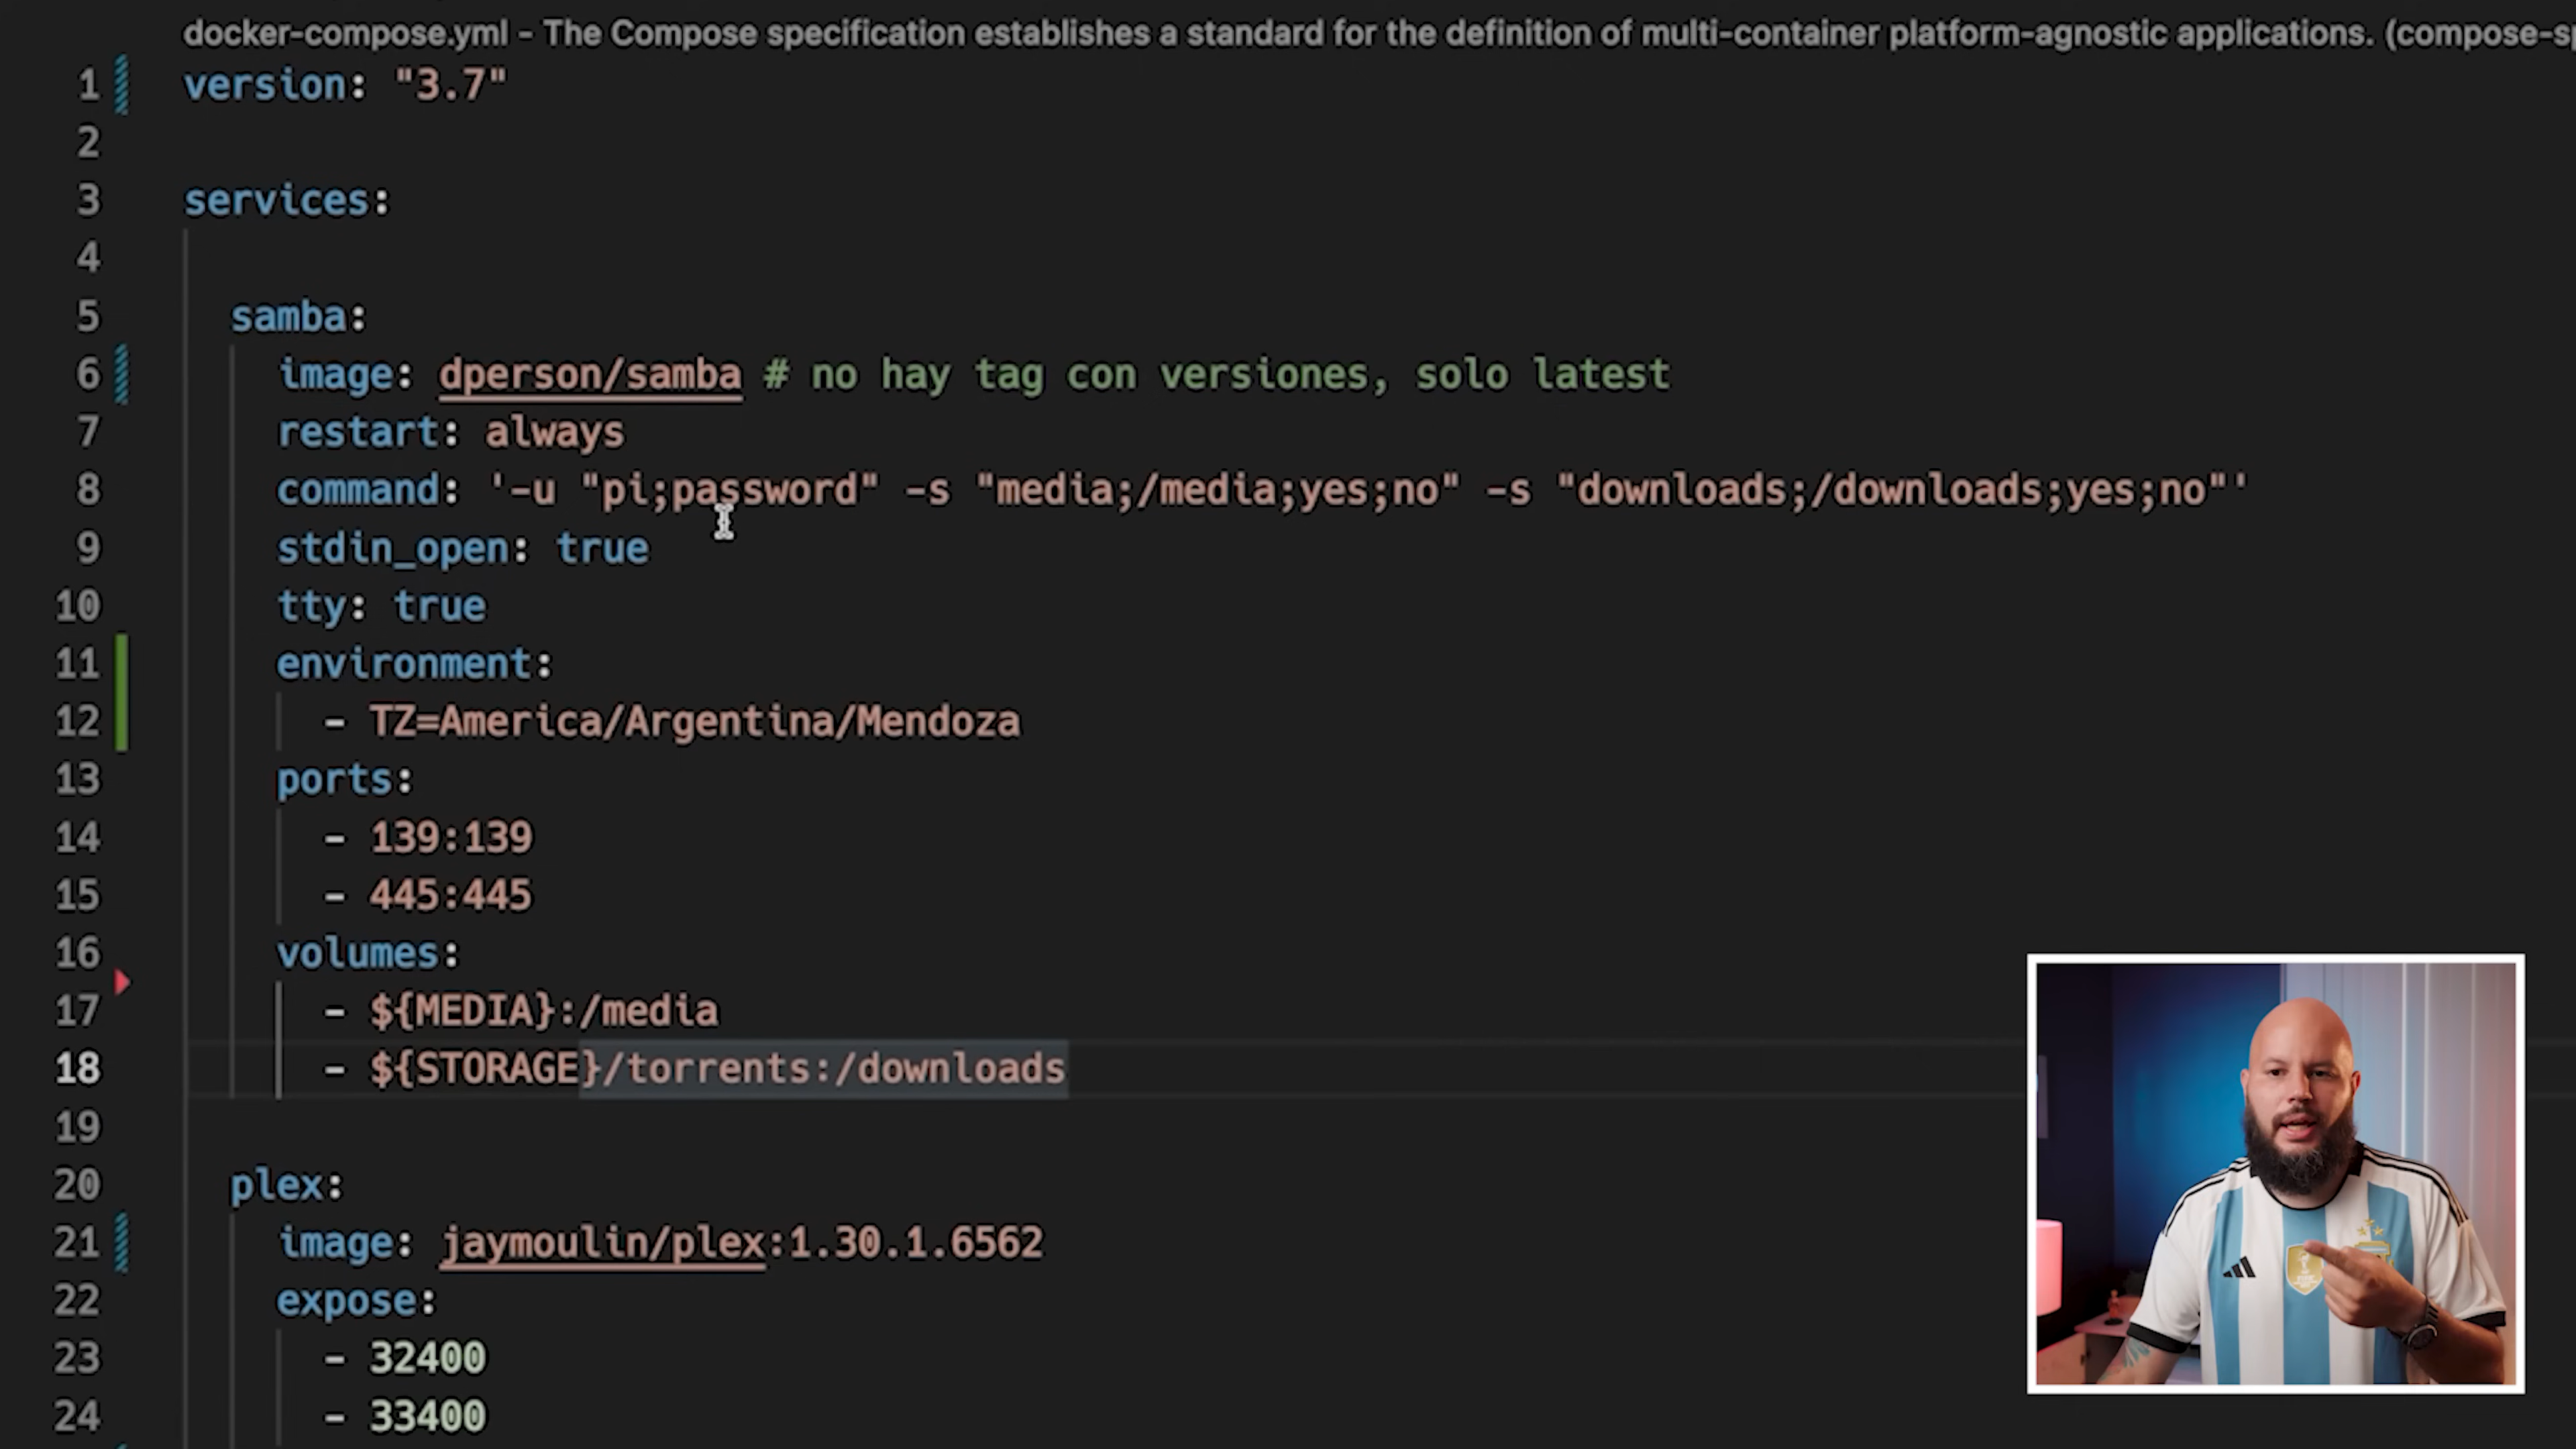 docker-compose.yml - The Compose specification establishes a standard for the definition of multi-container platform-agnostic applications. (compose-sp
1 version: "3.7"
2
3 services:
4
5 samba:
6 image: dperson/samba # no hay tag con versiones, solo latest
7 restart: always
8 command: '-u "pi;password" -s "media;/media;yes;no" -s "downloads;/downloads;yes;no"'
9 stdin_open: true
10 tty: true
11 environment:
12 - TZ=America/Argentina/Mendoza
13 ports:
14 - 139:139
15 - 445:445
16 volumes:
17 - ${MEDIA}:/media
18 - ${STORAGE}/torrents:/downloads
19
20 plex:
21 image: jaymoulin/plex:1.30.1.6562
22 expose:
23 - 32400
24 - 33400